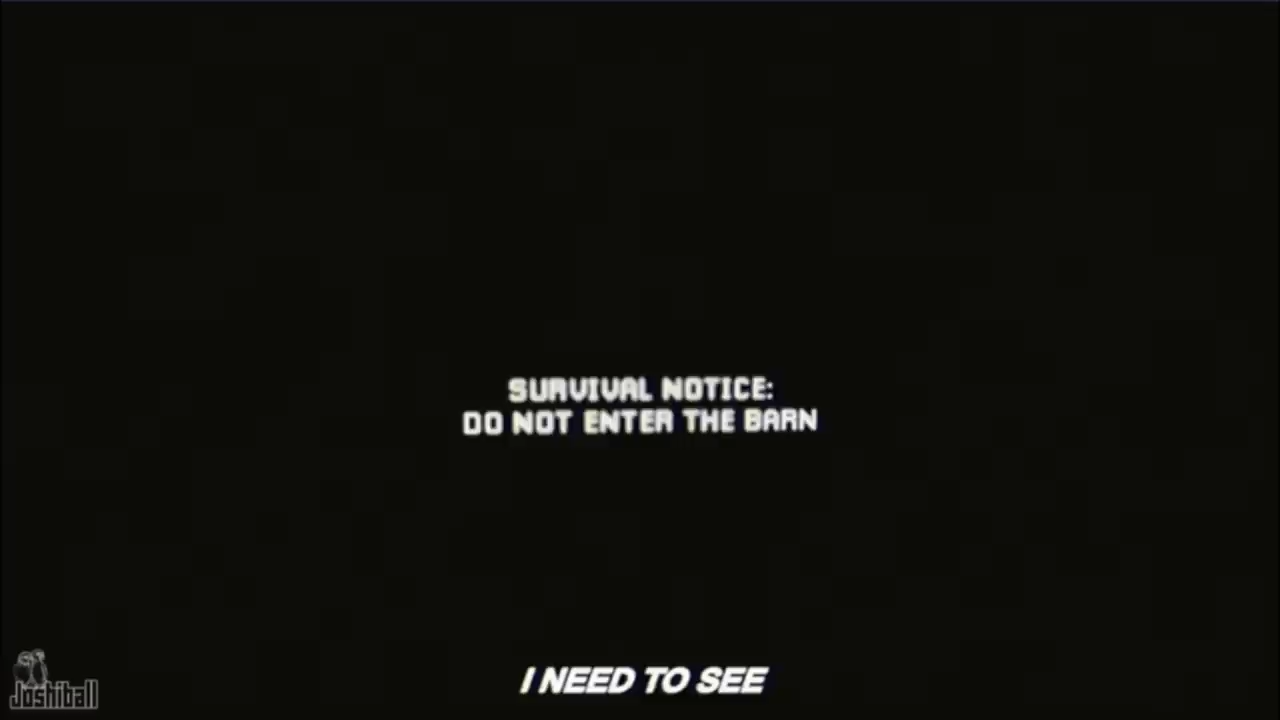 SURVIVAL NOTICE:
DO NOT ENTER THE BARN
I NEED TO SEE
Joshiball